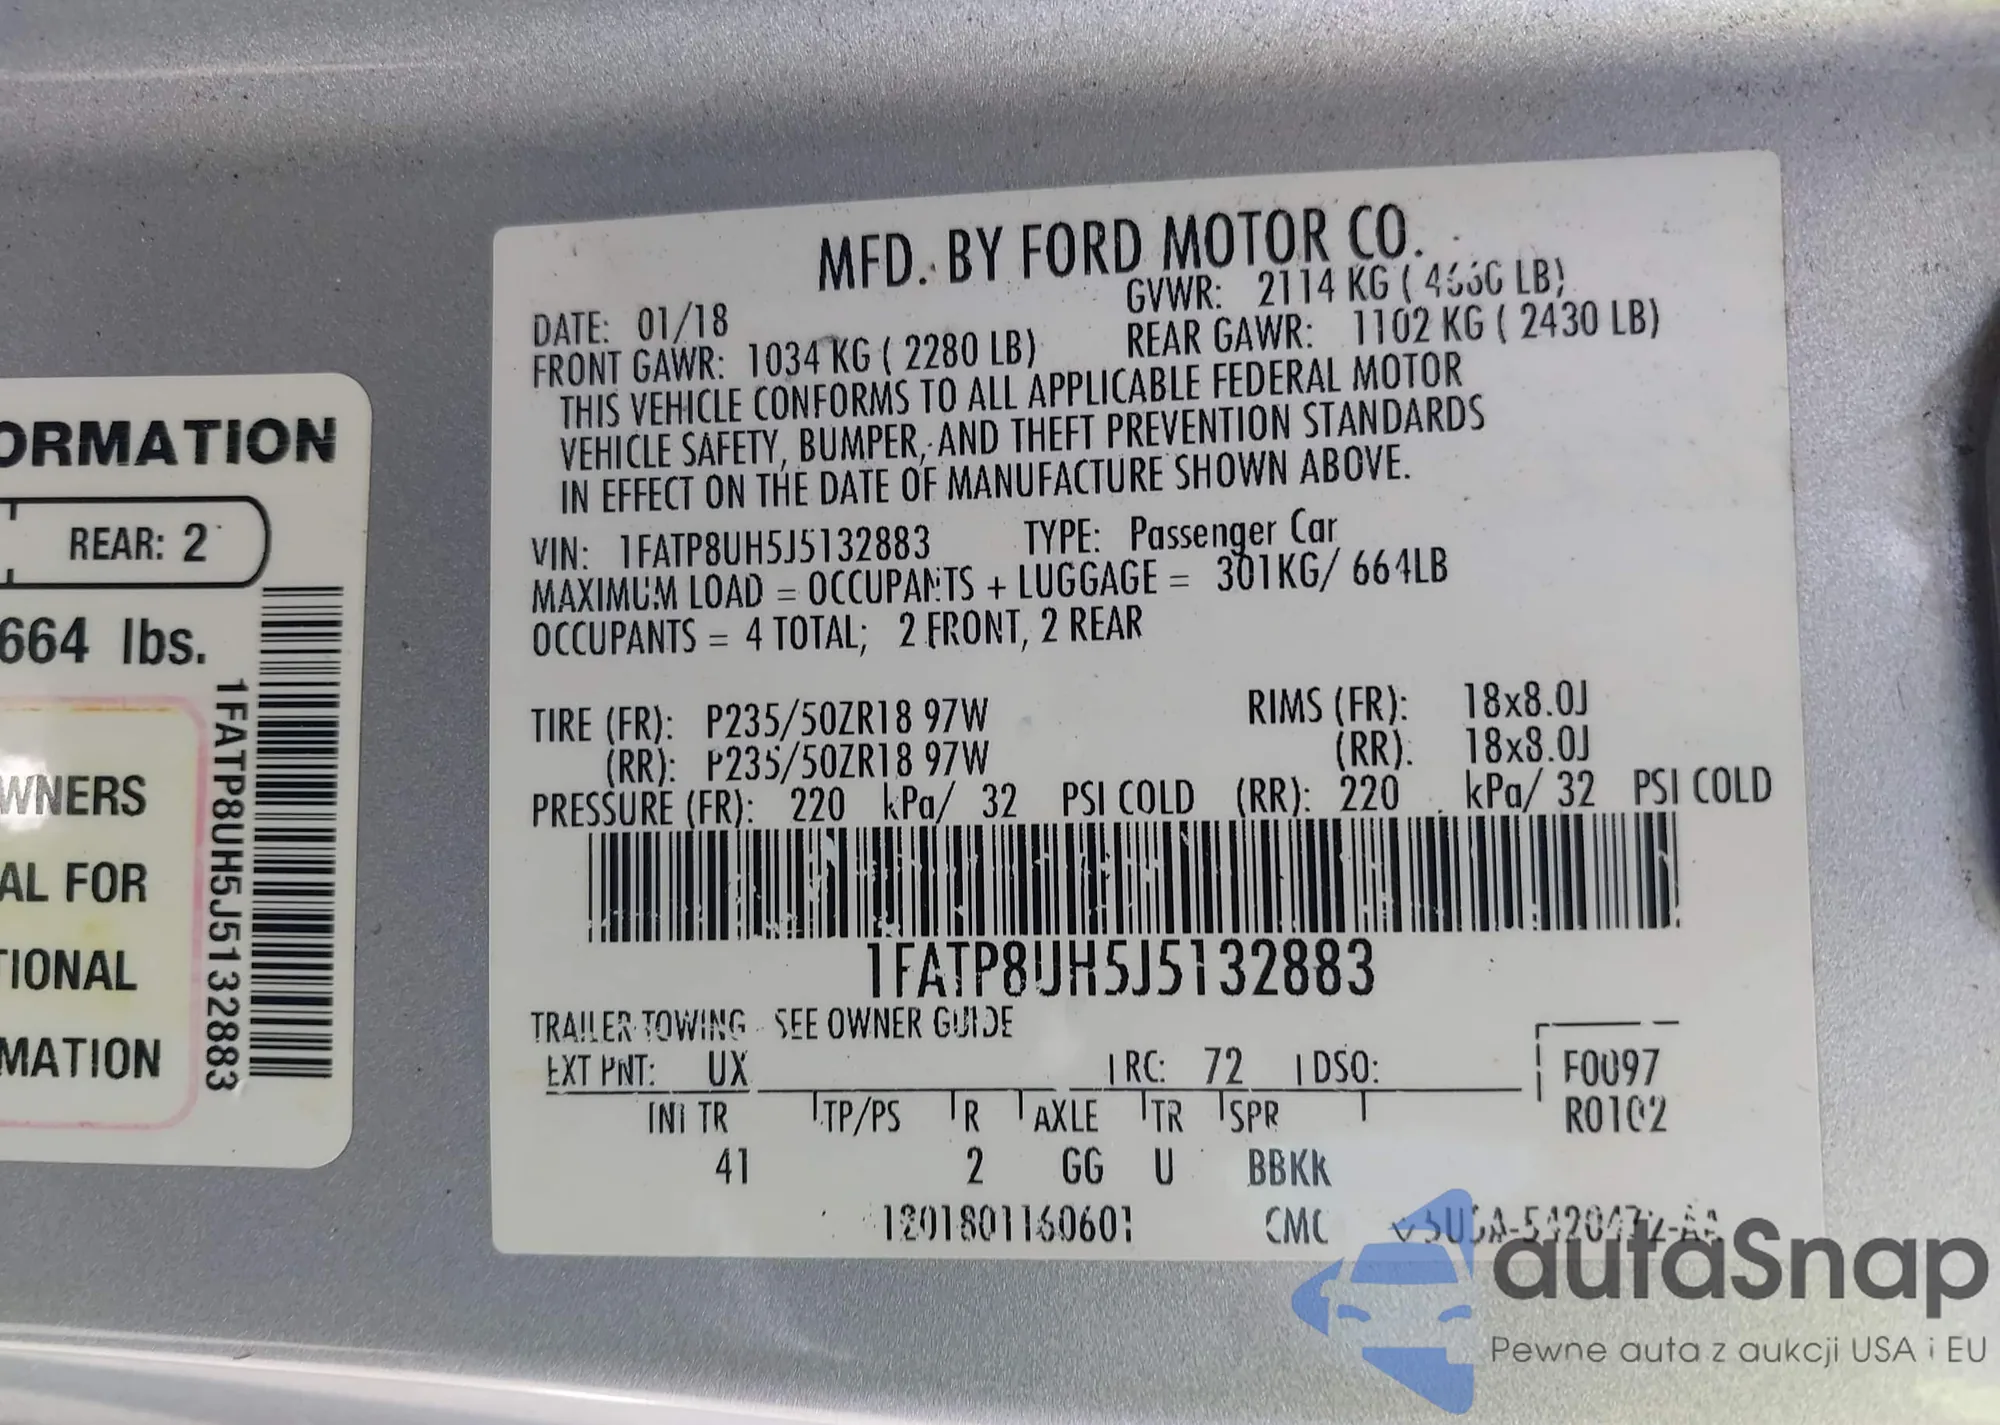 ORMATION
REAR: 2
664 lbs.
WNERS
AL FOR
TIONAL
MATION
1FATP8UH5J5132883
MFD. BY FORD MOTOR CO.
DATE: 01/18 GVWR: 2114 KG ( LB)
FRONT GAWR: 1034 KG ( 2280 LB) REAR GAWR: 1102 KG ( 2430 LB)
THIS VEHICLE CONFORMS TO ALL APPLICABLE FEDERAL MOTOR
VEHICLE SAFETY, BUMPER, AND THEFT PREVENTION STANDARDS
IN EFFECT ON THE DATE OF MANUFACTURE SHOWN ABOVE.
VIN: 1FATP8UH5J5132883 TYPE: Passenger Car
MAXIMUM LOAD = OCCUPANTS + LUGGAGE = 301KG/ 664LB
OCCUPANTS = 4 TOTAL; 2 FRONT, 2 REAR
TIRE (FR): P235/50ZR18 97W RIMS (FR): 18x8.0J
(RR): P235/50ZR18 97W (RR): 18x8.0J
PRESSURE (FR): 220 kPa/ 32 PSI COLD (RR): 220 kPa/ 32 PSI COLD
1FATP8UH5J5132883
TRAILER TOWING - SEE OWNER GUIDE
EXT PNT: UX RC: 72 DSO: F0097
INT TR TP/PS R AXLE TR SPR R0102
41 2 GG U BBKK
1201801160601 CMC
autaSnap
Pewne auta z aukcji USA i EU